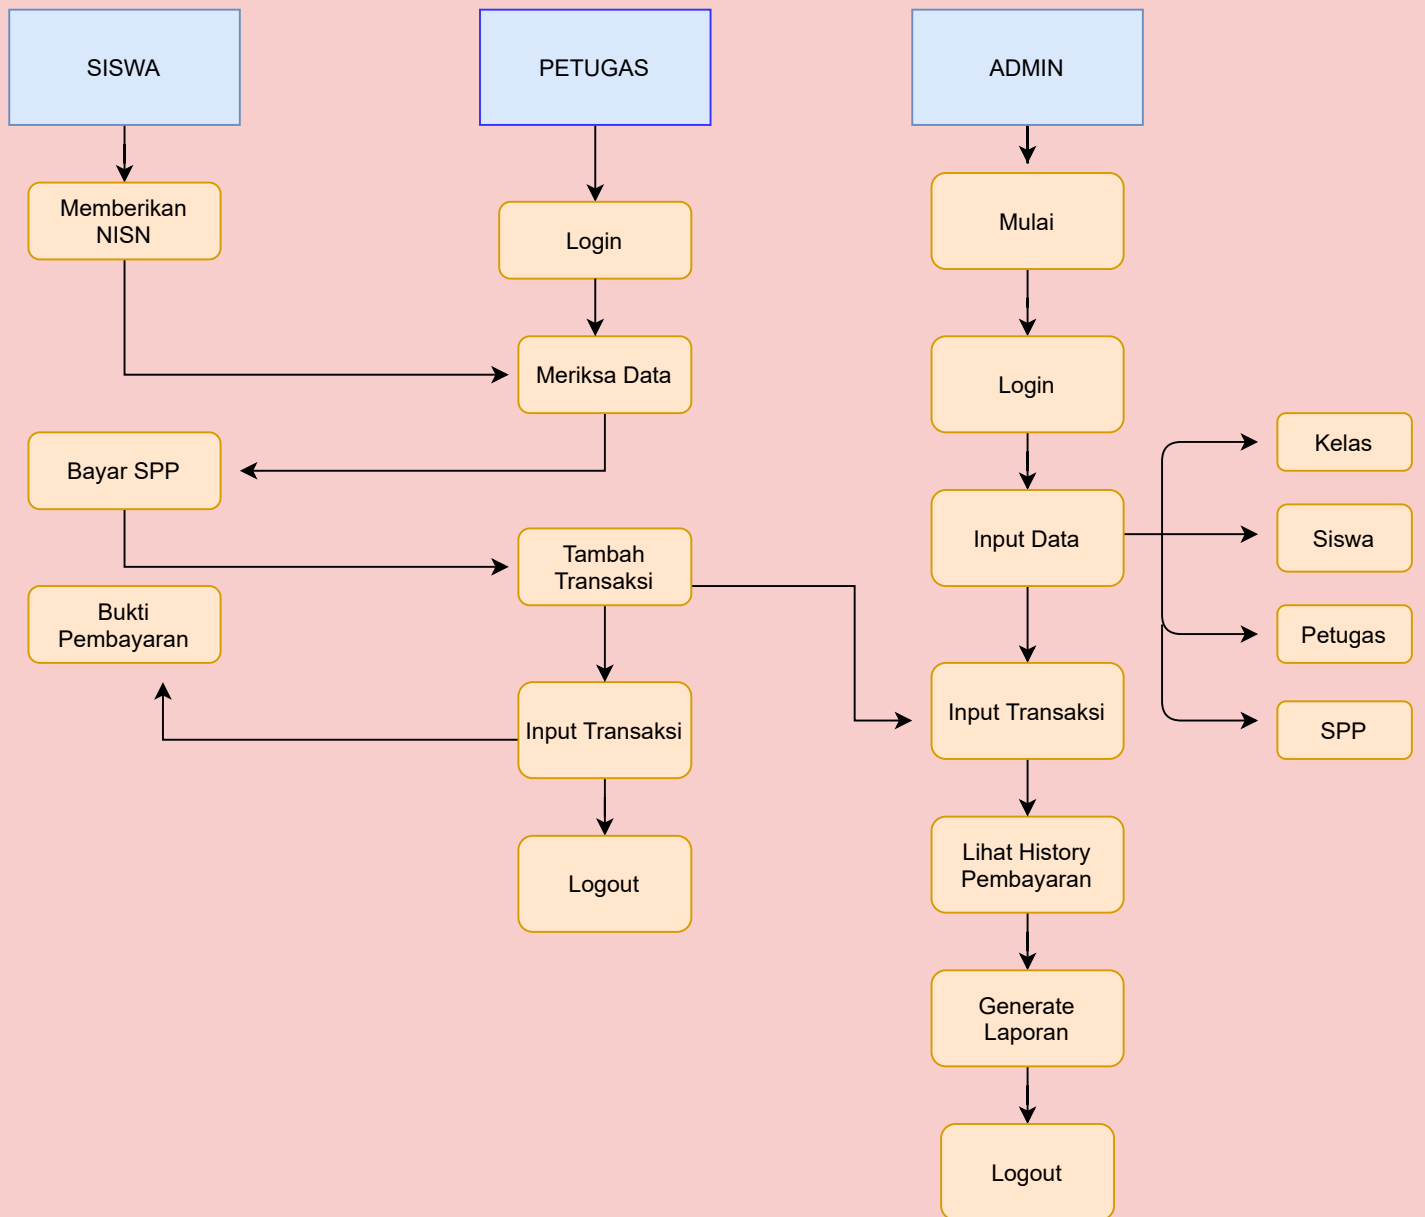 SISWA
PETUGAS
ADMIN
Memberikan
NISN
Login
Mulai
Meriksa Data
Login
Bayar SPP
Kelas
Tambah
Transaksi
Input Data
Siswa
Bukti
Pembayaran
Petugas
Input Transaksi
Input Transaksi
SPP
Logout
Lihat History
Pembayaran
Generate
Laporan
Logout